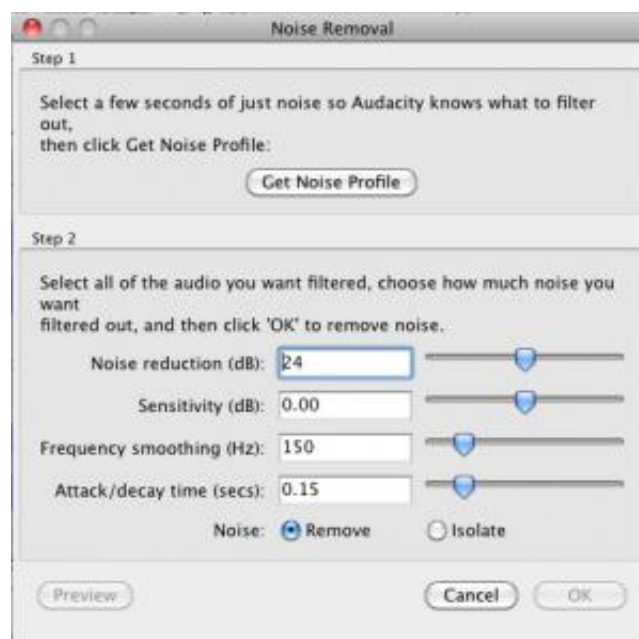 Noise Removal
Step 1
Select a few seconds of just noise so Audacity knows what to filter
out,
then click Get Noise Profile:
Get Noise Profile
Step 2
Select all of the audio you want filtered, choose how much noise you
want
filtered out, and then click 'OK' to remove noise.
Noise reduction (dB): 24
Sensitivity (dB): 0.00
Frequency smoothing (Hz): 150
Attack/decay time (secs): 0.15
Noise: Remove Isolate
Preview Cancel OK